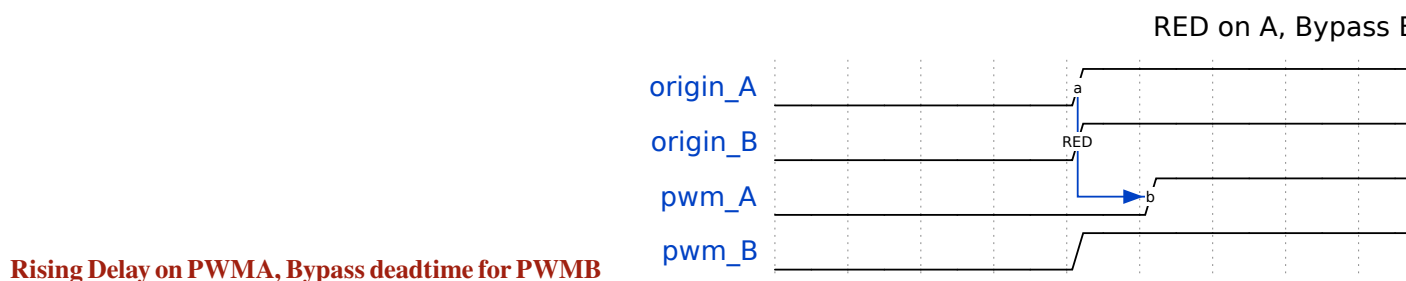 RED on A, Bypass
origin_A
a
origin_B
RED
pwm_A
b
pwm_B
Rising Delay on PWMA, Bypass deadtime for PWMB